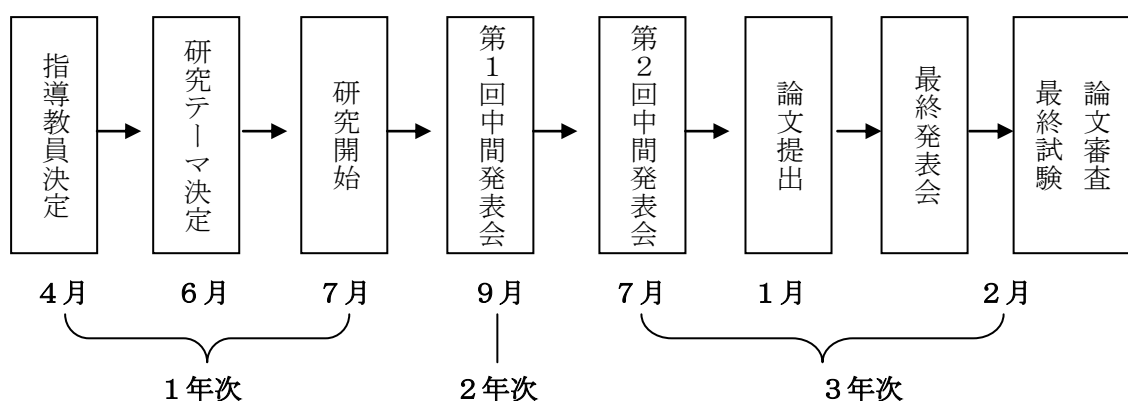 指導教員決定
研究テーマ決定
研究開始
第１回中間発表会
第２回中間発表会
論文提出
最終発表会
論文審査
最終試験
４月
６月
７月
９月
７月
１月
２月
１年次
２年次
３年次